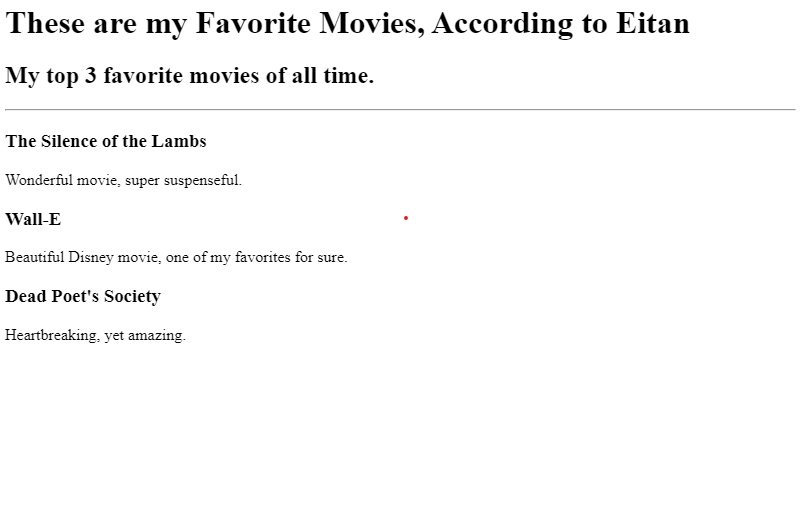 These are my Favorite Movies, According to Eitan
My top 3 favorite movies of all time.
The Silence of the Lambs
Wonderful movie, super suspenseful.
Wall-E
Beautiful Disney movie, one of my favorites for sure.
Dead Poet's Society
Heartbreaking, yet amazing.